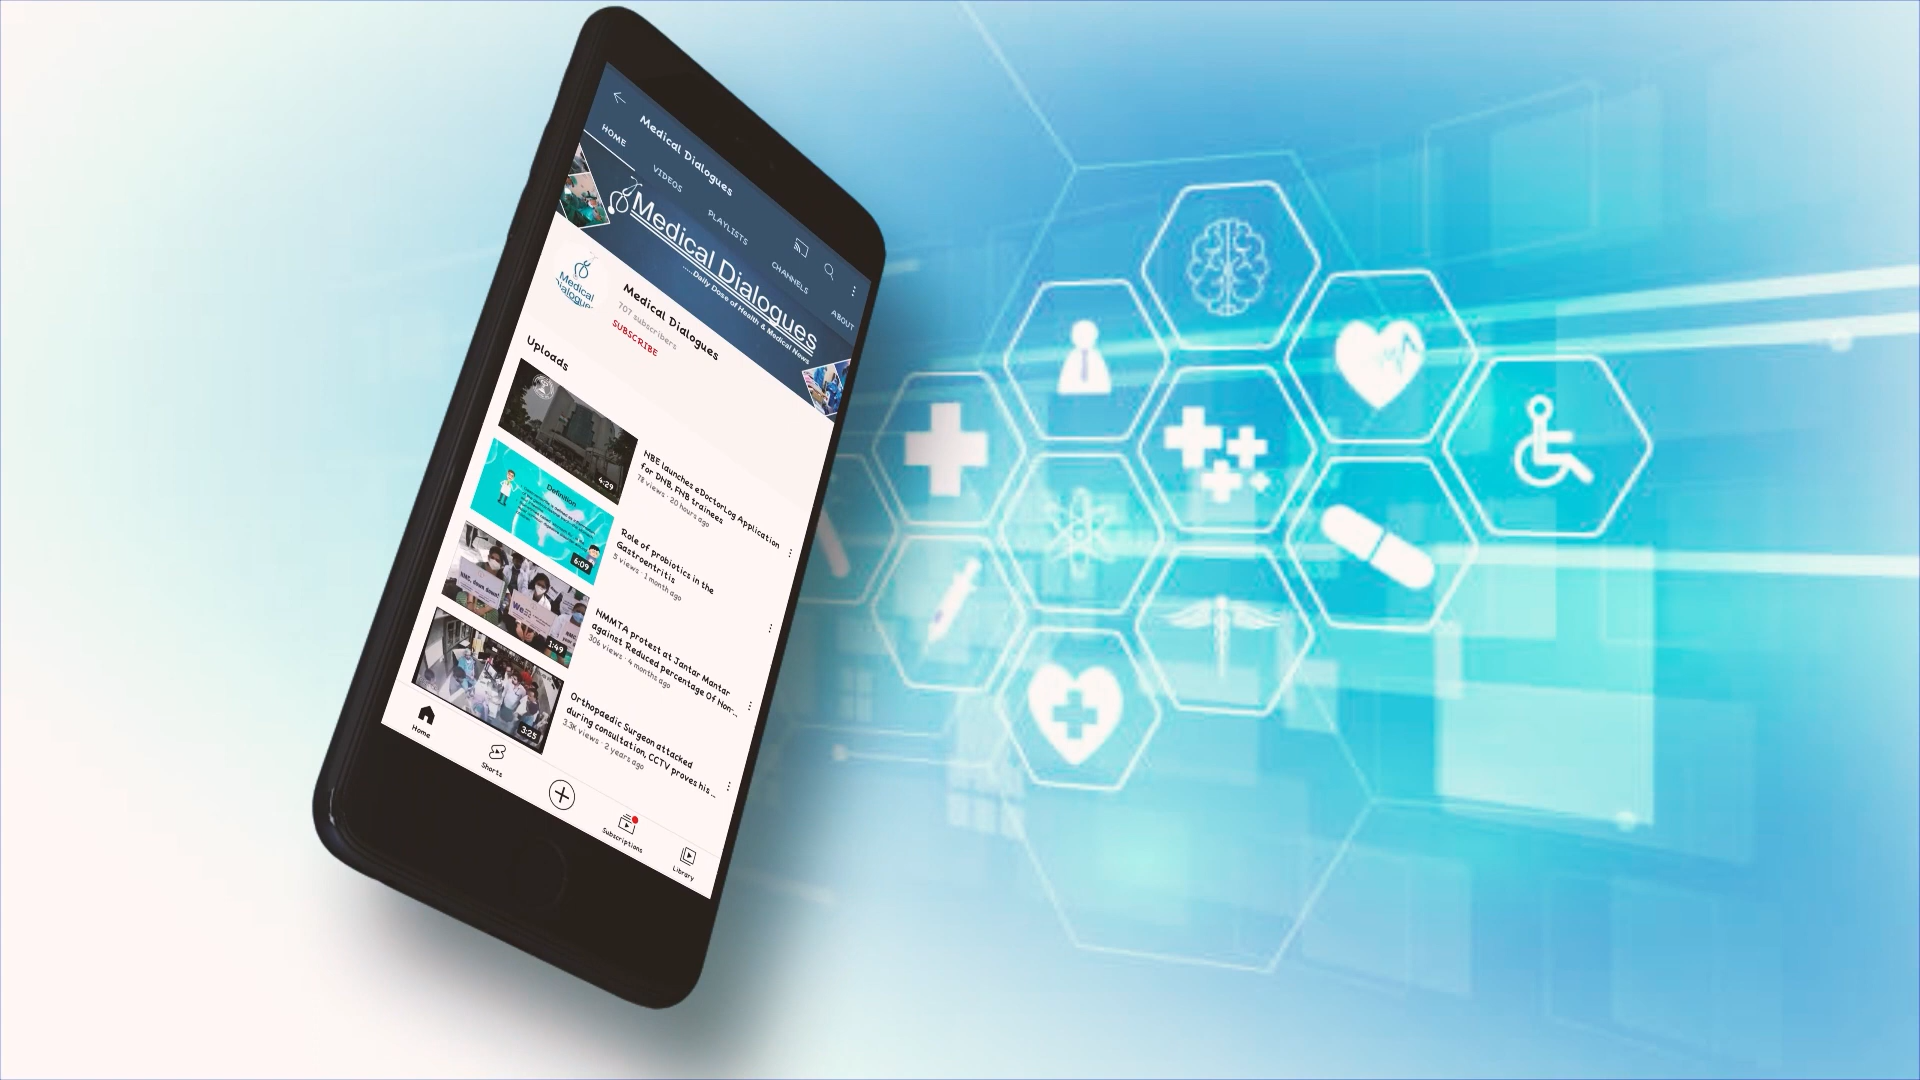 Medical Dialogues
HOME
VIDEOS
PLAYLISTS
CHANNELS
ABOUT
Medical Dialogues
.....Daily Dose of Health & Medical News
Medical
Dialogues
Medical Dialogues
707 subscribers
SUBSCRIBE
Uploads
4:29
NBE launches eDoctorLog Application
for DNB, FNB trainees
78 views · 20 hours ago
Definition
6:09
Role of probiotics in the
Gastroentritis
5 views · 1 month ago
1:49
NMMTA protest at Jantar Mantar
against 'Reduced percentage Of Non-...
306 views · 4 months ago
3:25
Orthopaedic Surgeon attacked
during consultation, CCTV proves his ...
3.3K views · 2 years ago
Home
Shorts
Subscriptions
Library